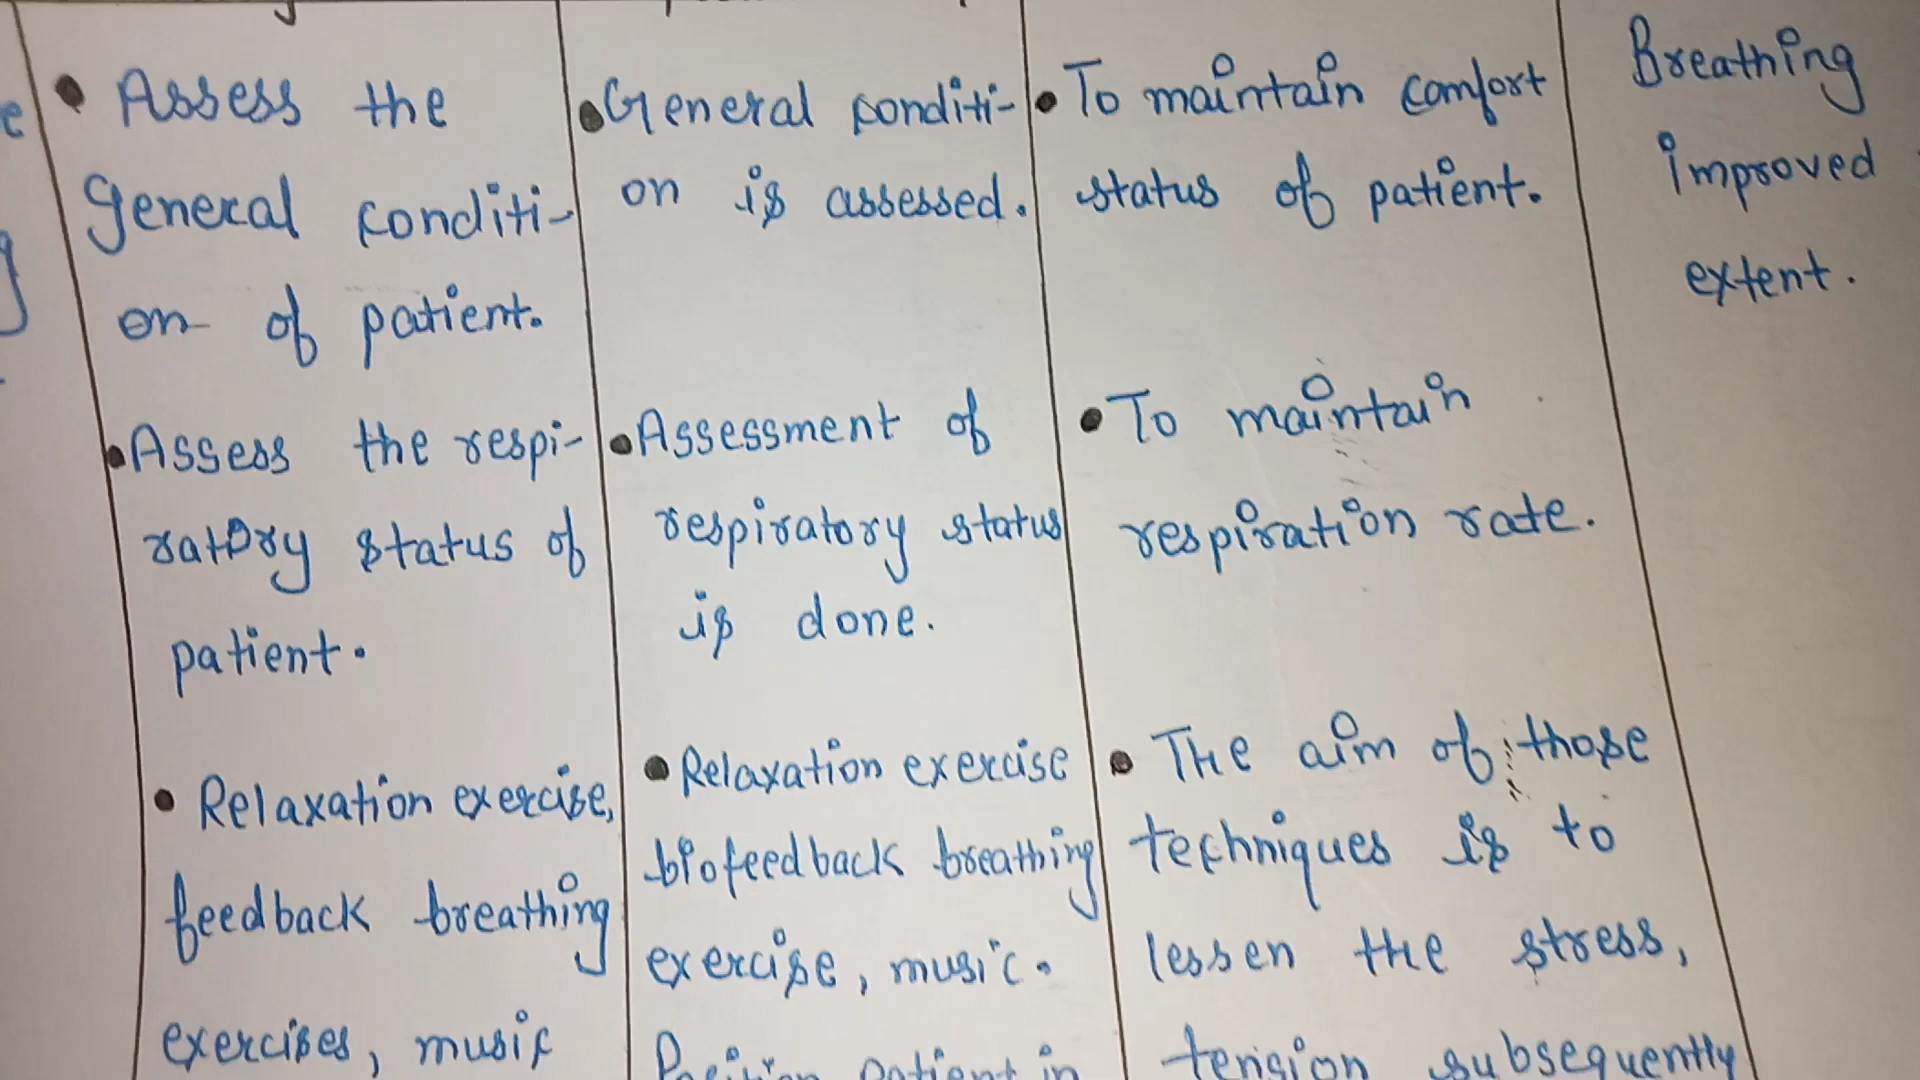 • Assess the
general conditi-
on of patient.
• Assess the respi-
ratory status of
patient.
• Relaxation exercise,
feedback breathing
exercises, music
• General conditi-
on is assessed.
• Assessment of
respiratory status
is done.
• Relaxation exercise
biofeedback breathing
exercise, music.
Position patient in
• To maintain comfort
status of patient.
• To maintain
respiration rate.
• The aim of those
techniques is to
lessen the stress,
tension subsequently
Breathing
improved
extent.